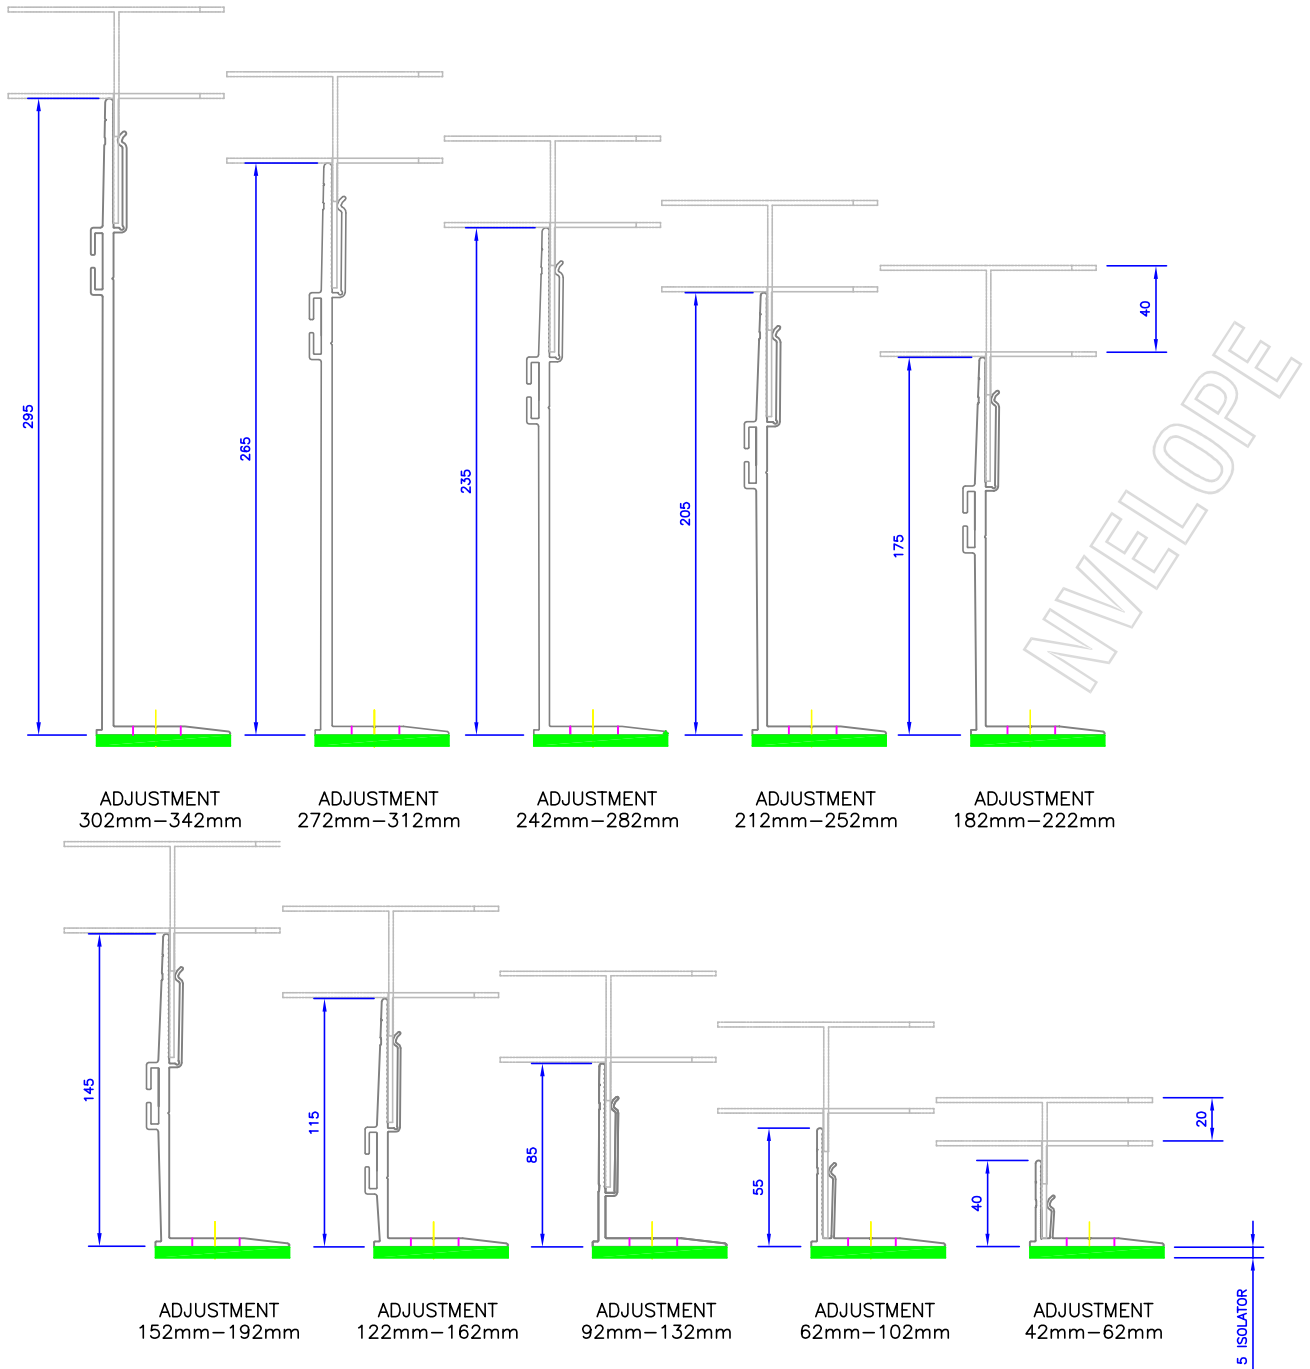 295
265
235
205
175
40
NVELOPE
ADJUSTMENT
302mm–342mm
ADJUSTMENT
272mm–312mm
ADJUSTMENT
242mm–282mm
ADJUSTMENT
212mm–252mm
ADJUSTMENT
182mm–222mm
145
115
85
55
40
20
5 ISOLATOR
ADJUSTMENT
152mm–192mm
ADJUSTMENT
122mm–162mm
ADJUSTMENT
92mm–132mm
ADJUSTMENT
62mm–102mm
ADJUSTMENT
42mm–62mm